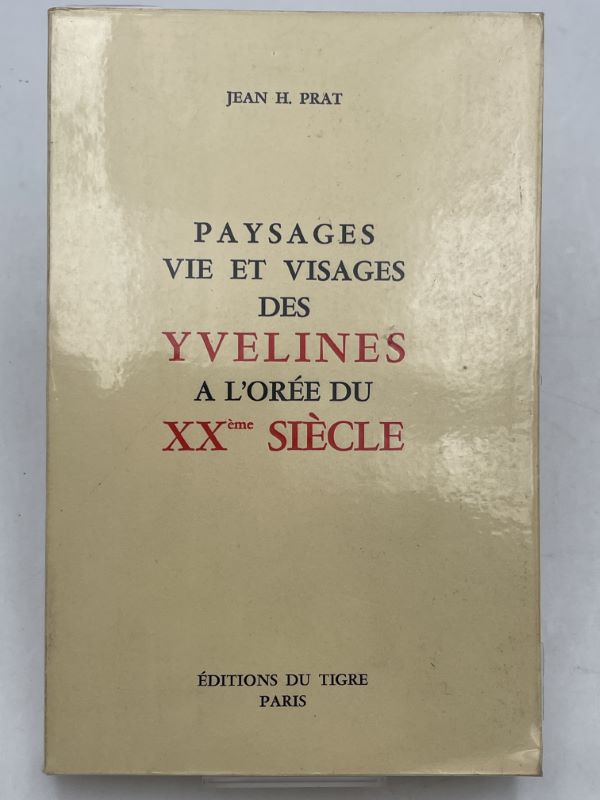 JEAN H. PRAT
PAYSAGES
VIE ET VISAGES
DES
YVELINES
A L'ORÉE DU
XXème SIÈCLE
ÉDITIONS DU TIGRE
PARIS